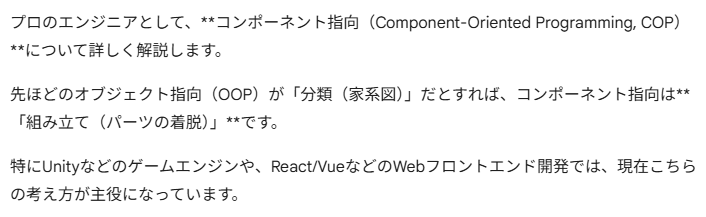 プロのエンジニアとして、**コンポーネント指向（Component-Oriented Programming, COP）
**について詳しく解説します。
先ほどのオブジェクト指向（OOP）が「分類（家系図）」だとすれば、コンポーネント指向は**
「組み立て（パーツの着脱）」**です。
特にUnityなどのゲームエンジンや、React/VueなどのWebフロントエンド開発では、現在こちら
の考え方が主役になっています。